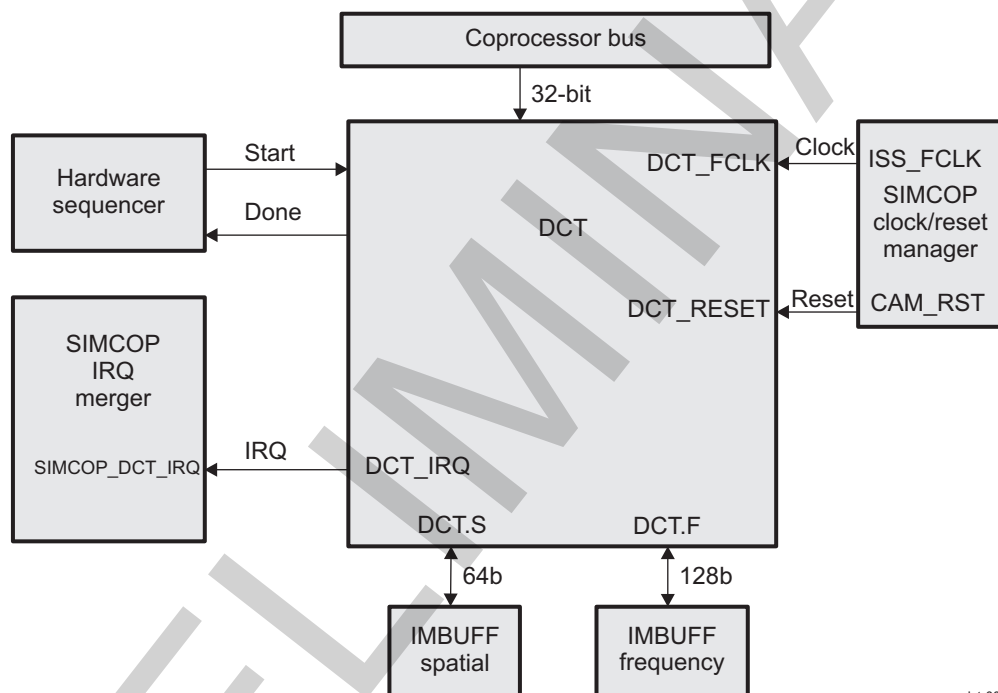 Coprocessor bus
32-bit
Hardware
sequencer
Start
Done
DCT_FCLK
Clock
ISS_FCLK
SIMCOP
clock/reset
manager
DCT
DCT_RESET
Reset
CAM_RST
SIMCOP
IRQ
merger
SIMCOP_DCT_IRQ
IRQ
DCT_IRQ
DCT.S
DCT.F
64b
128b
IMBUFF
spatial
IMBUFF
frequency